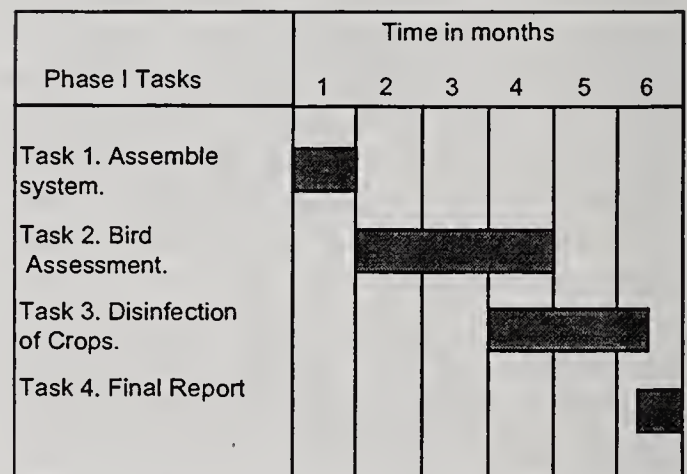 Time in months
Phase I Tasks
1 2 3 4 5 6
Task 1. Assemble
system.
Task 2. Bird
Assessment.
Task 3. Disinfection
of Crops.
Task 4. Final Report